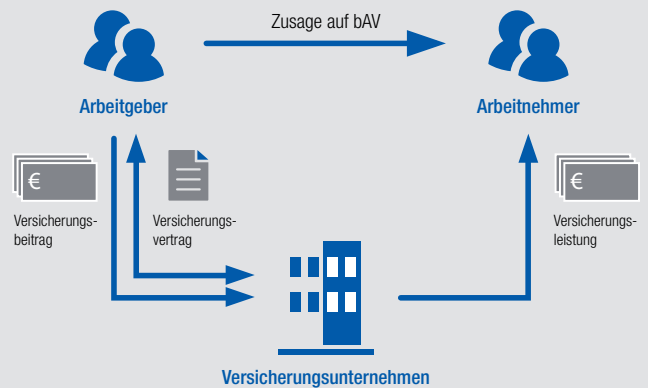 Zusage auf bAV
Arbeitgeber
Arbeitnehmer
€
Versicherungs-
beitrag
Versicherungs-
vertrag
€
Versicherungs-
leistung
Versicherungsunternehmen